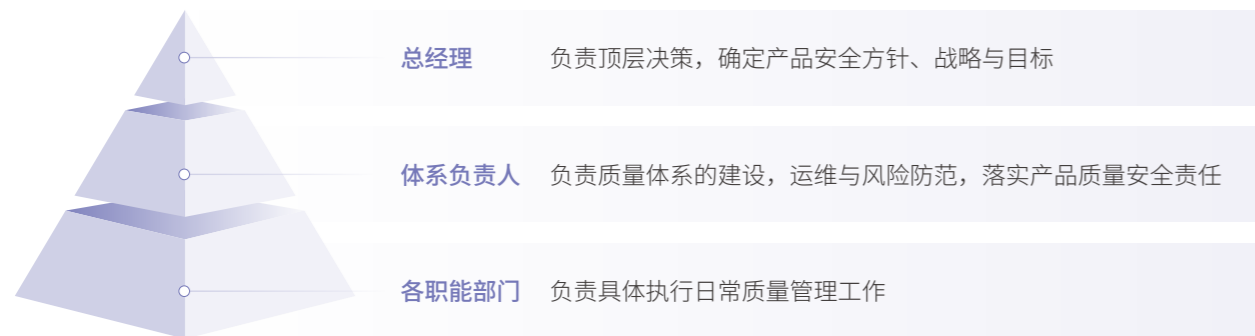 总经理 负责顶层决策，确定产品安全方针、战略与目标
体系负责人 负责质量体系的建设，运维与风险防范，落实产品质量安全责任
各职能部门 负责具体执行日常质量管理工作